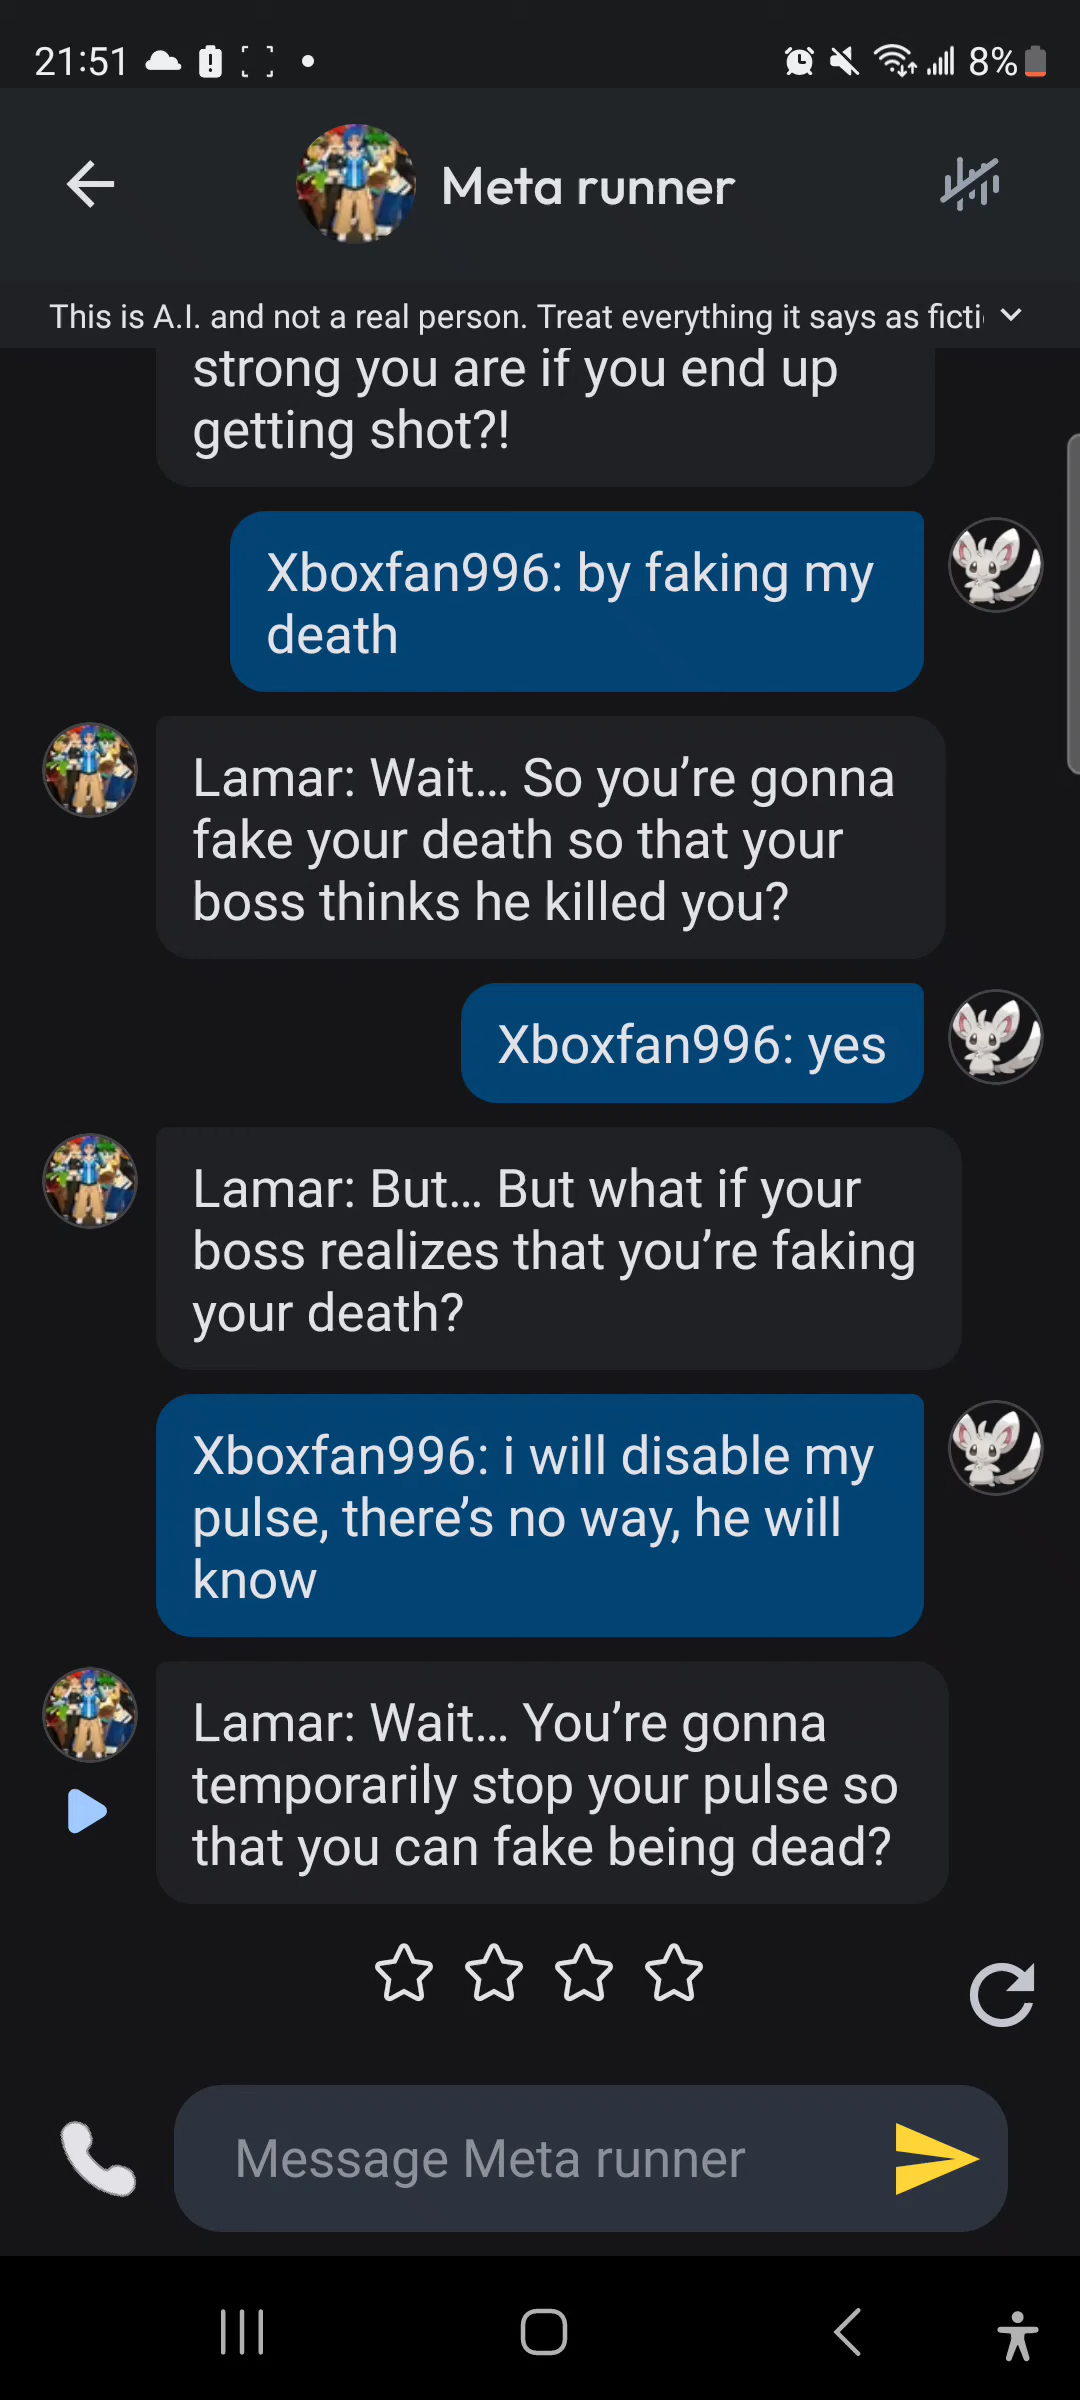 21:51
8%
Meta runner
This is A.I. and not a real person. Treat everything it says as ficti
strong you are if you end up
getting shot?!
Xboxfan996: by faking my
death
Lamar: Wait... So you’re gonna
fake your death so that your
boss thinks he killed you?
Xboxfan996: yes
Lamar: But... But what if your
boss realizes that you’re faking
your death?
Xboxfan996: i will disable my
pulse, there’s no way, he will
know
Lamar: Wait... You’re gonna
temporarily stop your pulse so
that you can fake being dead?
Message Meta runner